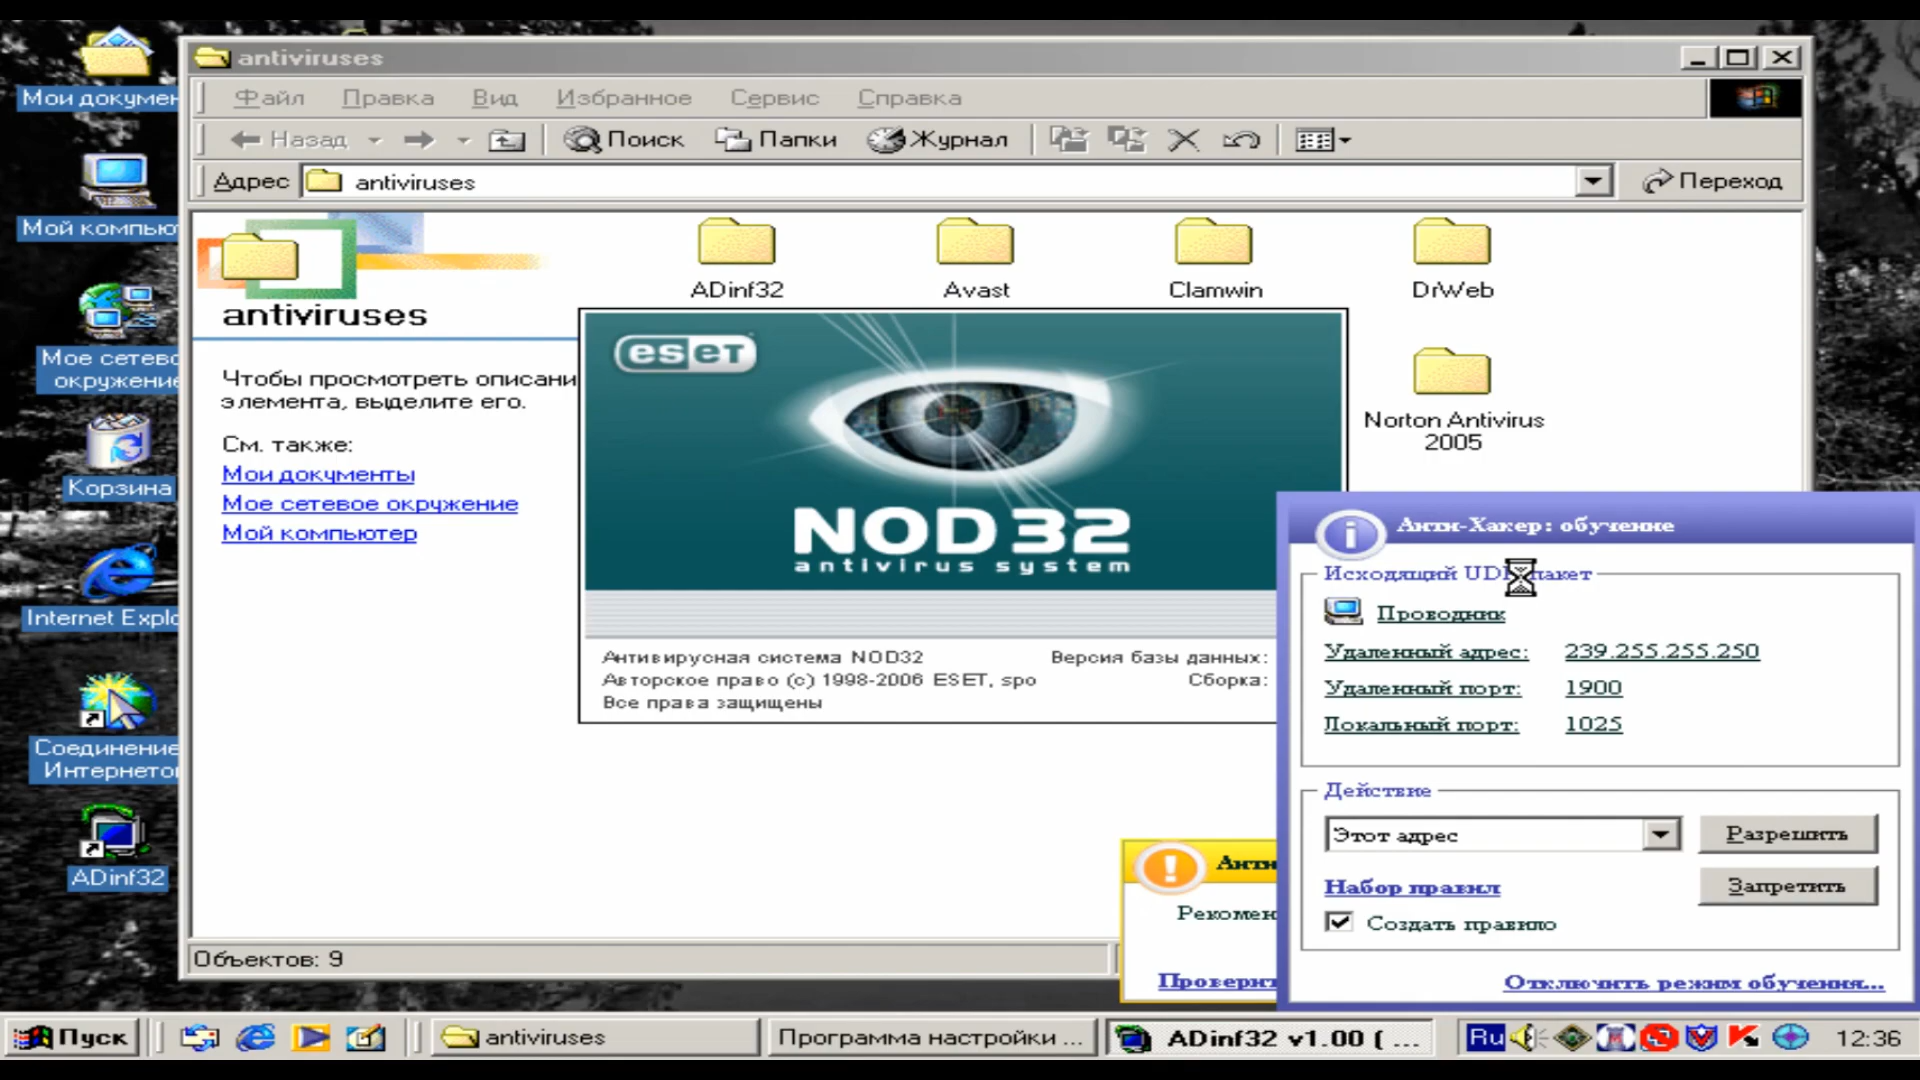 antiviruses
Файл Правка Вид Избранное Сервис Справка
Назад Поиск Папки Журнал
Адрес antiviruses Переход
Мои докумен
Мой компью
Мое сетево
окружение
Корзина
Internet Explo
Соединение
Интернето
ADinf32
antiviruses
Чтобы просмотреть описани
элемента, выделите его.
См. также:
Мои документы
Мое сетевое окружение
Мой компьютер
ADinf32
Avast
Clamwin
DrWeb
Norton Antivirus
2005
eset
NOD32
antivirus system
Антивирусная система NOD32
Авторское право (c) 1998-2006 ESET, spo
Все права защищены
Версия базы данных:
Сборка:
Анти-Хакер: обучение
Исходящий пакет
Проводник
Удаленный адрес: 239.255.255.250
Удаленный порт: 1900
Локальный порт: 1025
Действие
Этот адрес
Разрешить
Набор правил
Запретить
Создать правило
Отключить режим обучения...
Анти
Рекомен
Проверит
Объектов: 9
Пуск antiviruses Программа настройки ... ADinf32 v1.00 ( ... Ru 12:36